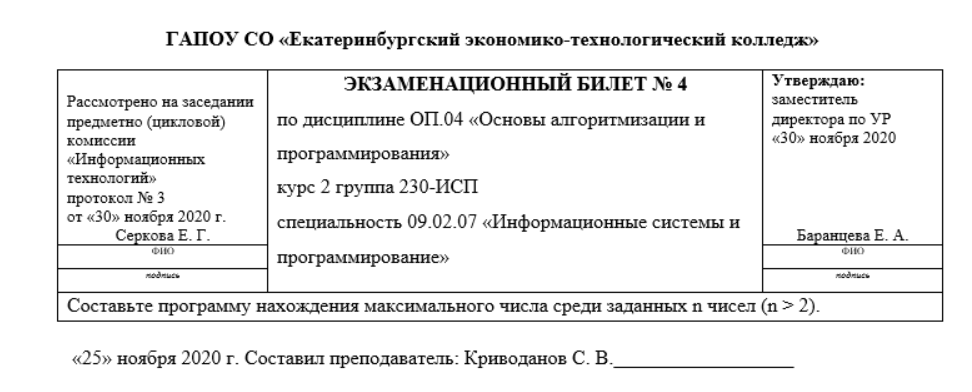 ГАПОУ СО «Екатеринбургский экономико-технологический колледж»
Рассмотрено на заседании
предметно (цикловой)
комиссии
«Информационных
технологий»
протокол № 3
от «30» ноября 2020 г.
Серкова Е. Г.
ФИО
подпись
ЭКЗАМЕНАЦИОННЫЙ БИЛЕТ № 4
по дисциплине ОП.04 «Основы алгоритмизации и
программирования»
курс 2 группа 230-ИСП
специальность 09.02.07 «Информационные системы и
программирование»
Утверждаю:
заместитель
директора по УР
«30» ноября 2020
Баранцева Е. А.
ФИО
подпись
Составьте программу нахождения максимального числа среди заданных n чисел (n > 2).
«25» ноября 2020 г. Составил преподаватель: Криводанов С. В.___________________